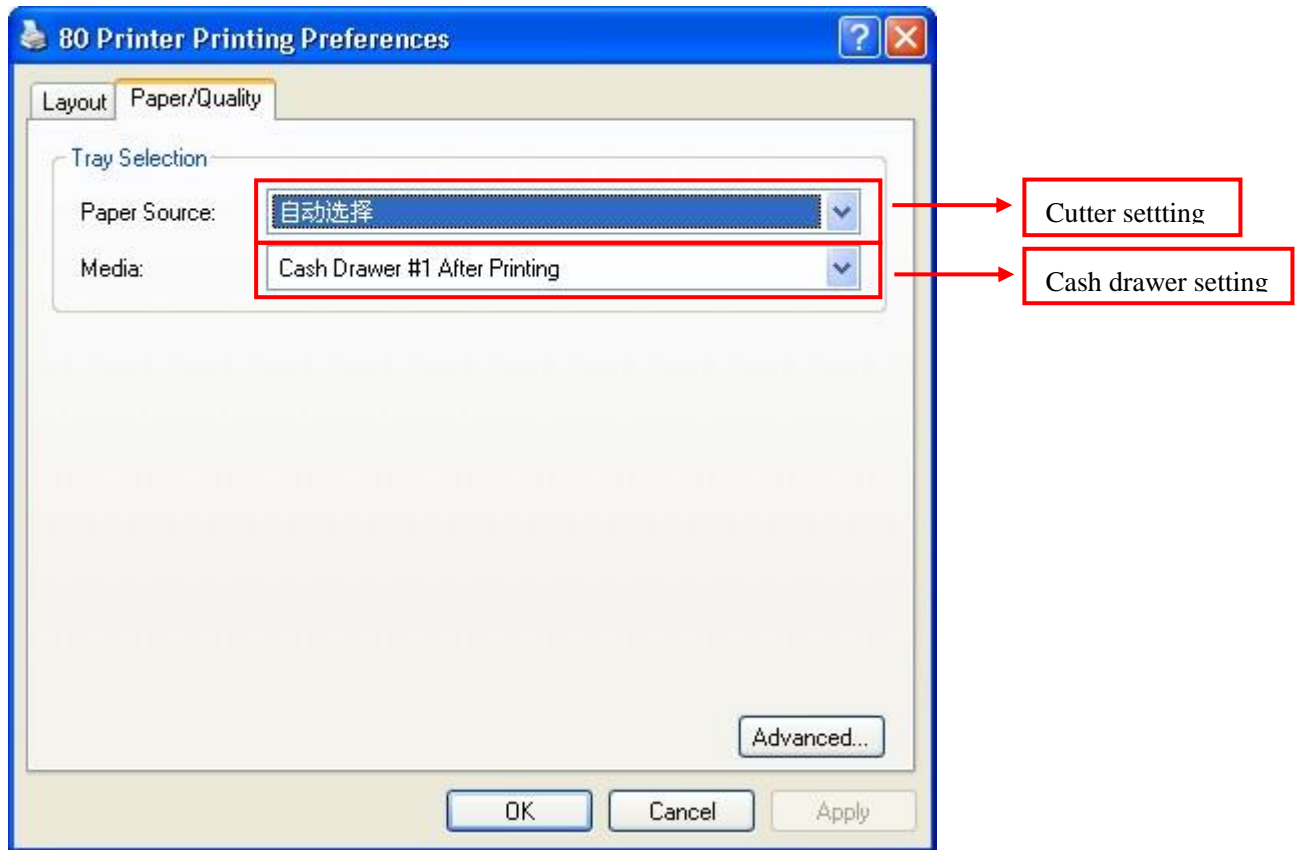 80 Printer Printing Preferences
Layout Paper/Quality
Tray Selection
Paper Source: 自动选择
Cutter settting
Media: Cash Drawer #1 After Printing
Cash drawer setting
Advanced...
OK Cancel Apply